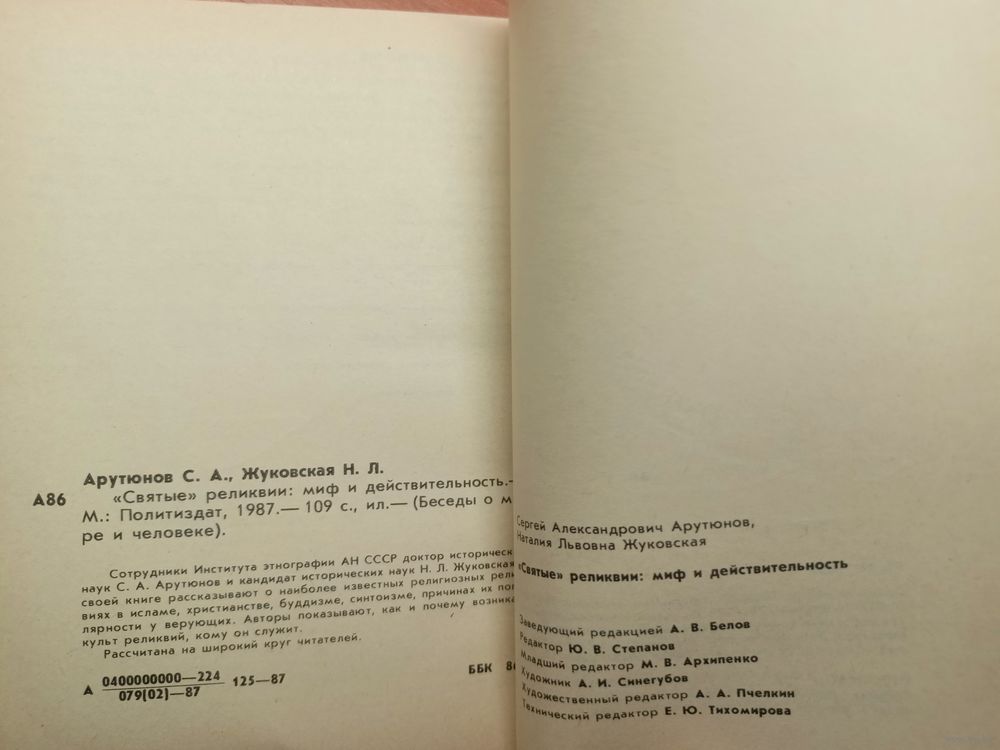 Арутюнов С. А., Жуковская Н. Л.
А86
«Святые» реликвии: миф и действительность.—
М.: Политиздат, 1987.— 109 с., ил.— (Беседы о м
ре и человеке).
Сотрудники Института этнографии АН СССР доктор историческ
наук С. А. Арутюнов и кандидат исторических наук Н. Л. Жуковская
своей книге рассказывают о наиболее известных религиозных рели
виях в исламе, христианстве, буддизме, синтоизме, причинах их поп
лярности у верующих. Авторы показывают, как и почему возника
культ реликвий, кому он служит.
Рассчитана на широкий круг читателей.
А 0400000000—224
079(02)—87
125—87
ББК 86
Сергей Александрович Арутюнов,
Наталия Львовна Жуковская
«Святые» реликвии: миф и действительность
Заведующий редакцией А. В. Белов
Редактор Ю. В. Степанов
Младший редактор М. В. Архипенко
Художник А. И. Синегубов
Художественный редактор А. А. Пчелкин
Технический редактор Е. Ю. Тихомирова